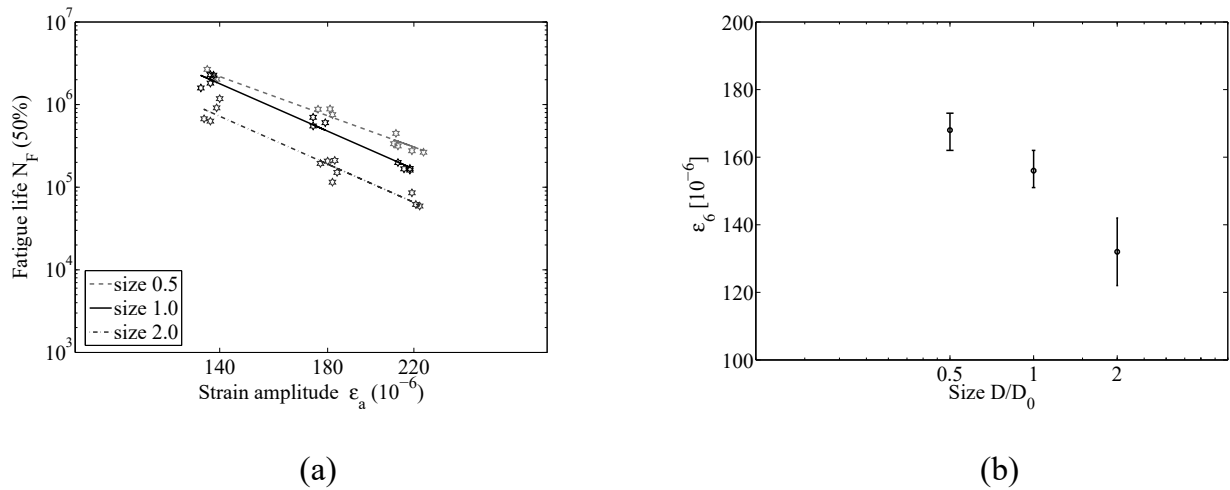 10^7
10^6
10^5
10^4
10^3
Fatigue life N_F (50%)
size 0.5
size 1.0
size 2.0
140 180 220
Strain amplitude ε_a (10^−6)
(a)
200
180
160
140
120
100
ε_6 [10^−6]
0.5 1 2
Size D/D_0
(b)